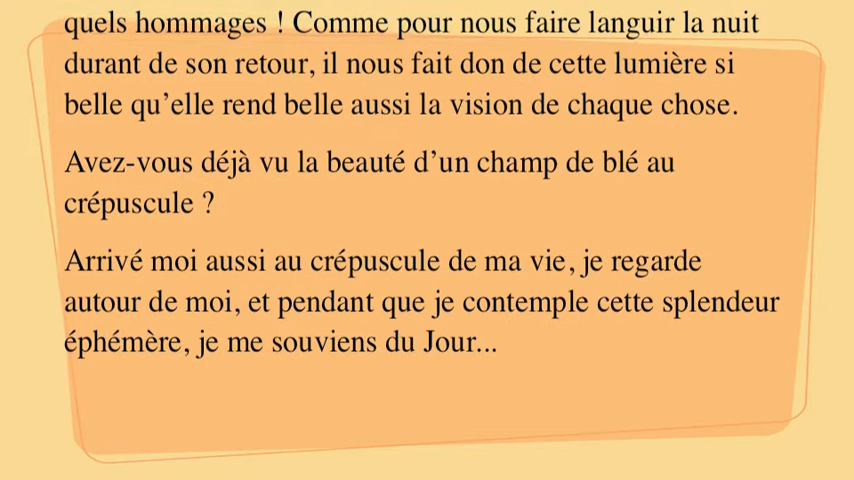 quels hommages ! Comme pour nous faire languir la nuit
durant de son retour, il nous fait don de cette lumière si
belle qu’elle rend belle aussi la vision de chaque chose.
Avez-vous déjà vu la beauté d’un champ de blé au
crépuscule ?
Arrivé moi aussi au crépuscule de ma vie, je regarde
autour de moi, et pendant que je contemple cette splendeur
éphémère, je me souviens du Jour...